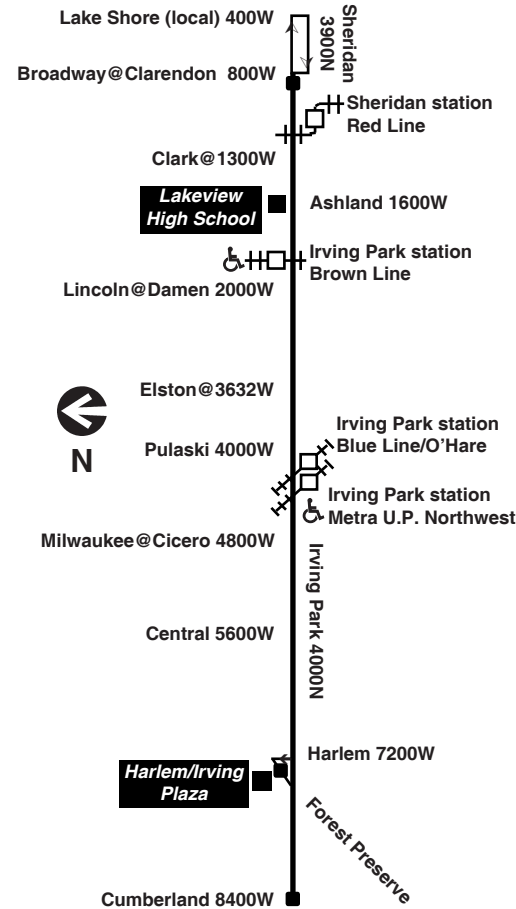 Lake Shore (local) 400W
Sheridan
3900N
Broadway@Clarendon 800W
Sheridan station
Red Line
Clark@1300W
Lakeview
High School
Ashland 1600W
Irving Park station
Brown Line
Lincoln@Damen 2000W
Elston@3632W
N
Pulaski 4000W
Irving Park station
Blue Line/O'Hare
Irving Park station
Metra U.P. Northwest
Milwaukee@Cicero 4800W
Irving Park 4000N
Central 5600W
Harlem 7200W
Harlem/Irving
Plaza
Forest Preserve
Cumberland 8400W